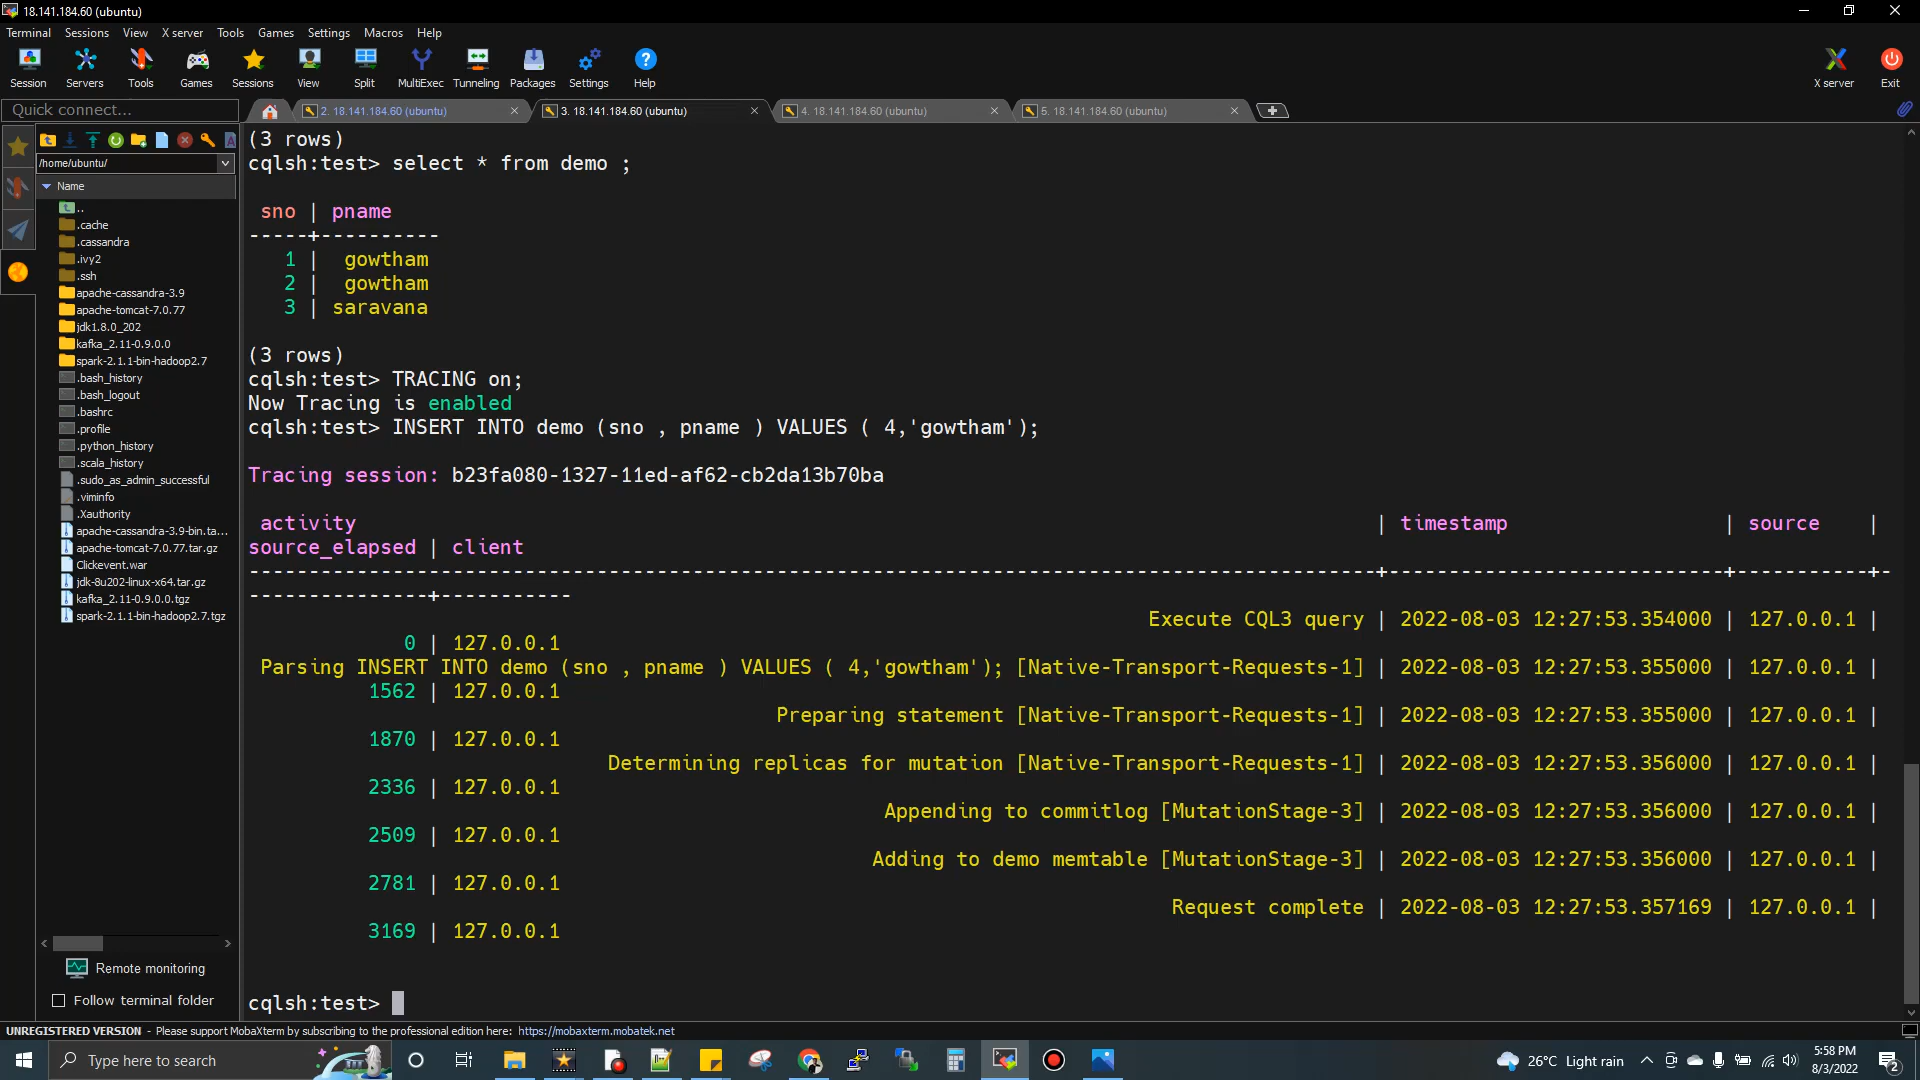 18.141.184.60 (ubuntu)
Terminal Sessions View X server Tools Games Settings Macros Help
Session Servers Tools Games Sessions View Split MultiExec Tunneling Packages Settings Help X server Exit
Quick connect...
2. 18.141.184.60 (ubuntu) 3. 18.141.184.60 (ubuntu) 4. 18.141.184.60 (ubuntu) 5. 18.141.184.60 (ubuntu)
/home/ubuntu/
Name
..
.cache
.cassandra
.ivy2
.ssh
apache-cassandra-3.9
apache-tomcat-7.0.77
jdk1.8.0_202
kafka_2.11-0.9.0.0
spark-2.1.1-bin-hadoop2.7
.bash_history
.bash_logout
.bashrc
.profile
.python_history
.scala_history
.sudo_as_admin_successful
.viminfo
.Xauthority
apache-cassandra-3.9-bin.ta...
apache-tomcat-7.0.77.tar.gz
Clickevent.war
jdk-8u202-linux-x64.tar.gz
kafka_2.11-0.9.0.0.tgz
spark-2.1.1-bin-hadoop2.7.tgz
Remote monitoring
Follow terminal folder
(3 rows)
cqlsh:test> select * from demo ;
sno | pname
-----+----------
1 | gowtham
2 | gowtham
3 | saravana
(3 rows)
cqlsh:test> TRACING on;
Now Tracing is enabled
cqlsh:test> INSERT INTO demo (sno , pname ) VALUES ( 4,'gowtham');
Tracing session: b23fa080-1327-11ed-af62-cb2da13b70ba
activity | timestamp | source |
source_elapsed | client
----------------------------------------------------------------------------------------------+----------------------------+-----------+-
---------------+-----------
Execute CQL3 query | 2022-08-03 12:27:53.354000 | 127.0.0.1 |
0 | 127.0.0.1
Parsing INSERT INTO demo (sno , pname ) VALUES ( 4,'gowtham'); [Native-Transport-Requests-1] | 2022-08-03 12:27:53.355000 | 127.0.0.1 |
1562 | 127.0.0.1
Preparing statement [Native-Transport-Requests-1] | 2022-08-03 12:27:53.355000 | 127.0.0.1 |
1870 | 127.0.0.1
Determining replicas for mutation [Native-Transport-Requests-1] | 2022-08-03 12:27:53.356000 | 127.0.0.1 |
2336 | 127.0.0.1
Appending to commitlog [MutationStage-3] | 2022-08-03 12:27:53.356000 | 127.0.0.1 |
2509 | 127.0.0.1
Adding to demo memtable [MutationStage-3] | 2022-08-03 12:27:53.356000 | 127.0.0.1 |
2781 | 127.0.0.1
Request complete | 2022-08-03 12:27:53.357169 | 127.0.0.1 |
3169 | 127.0.0.1
cqlsh:test>
UNREGISTERED VERSION - Please support MobaXterm by subscribing to the professional edition here: https://mobaxterm.mobatek.net
Type here to search
26°C Light rain
5:58 PM
8/3/2022
2